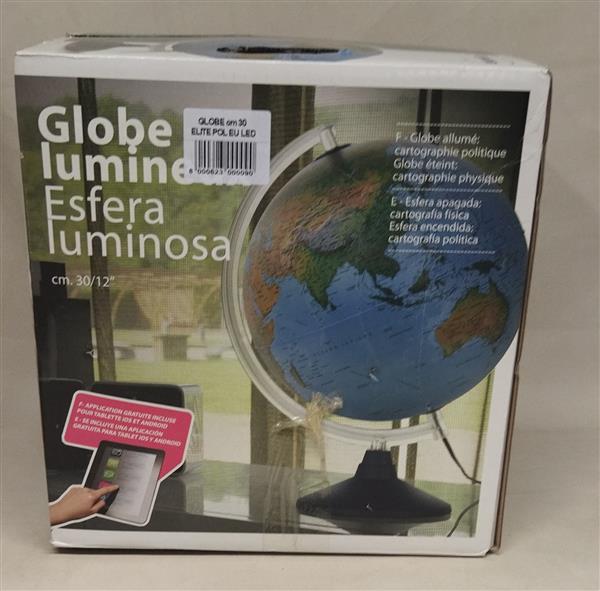 Globe
lumine
Esfera
luminosa
cm. 30/12"
GLOBE cm 30
ELITE POL EU LED
8 000623 000090
F - Globe allumé:
cartographie politique
Globe éteint:
cartographie physique
E - Esfera apagada:
cartografía física
Esfera encendida:
cartografía política
F- APPLICATION GRATUITE INCLUSE
POUR TABLETTE iOS ET ANDROID
E - SE INCLUYE UNA APLICACIÓN
GRATUITA PARA TABLET iOS Y ANDROID